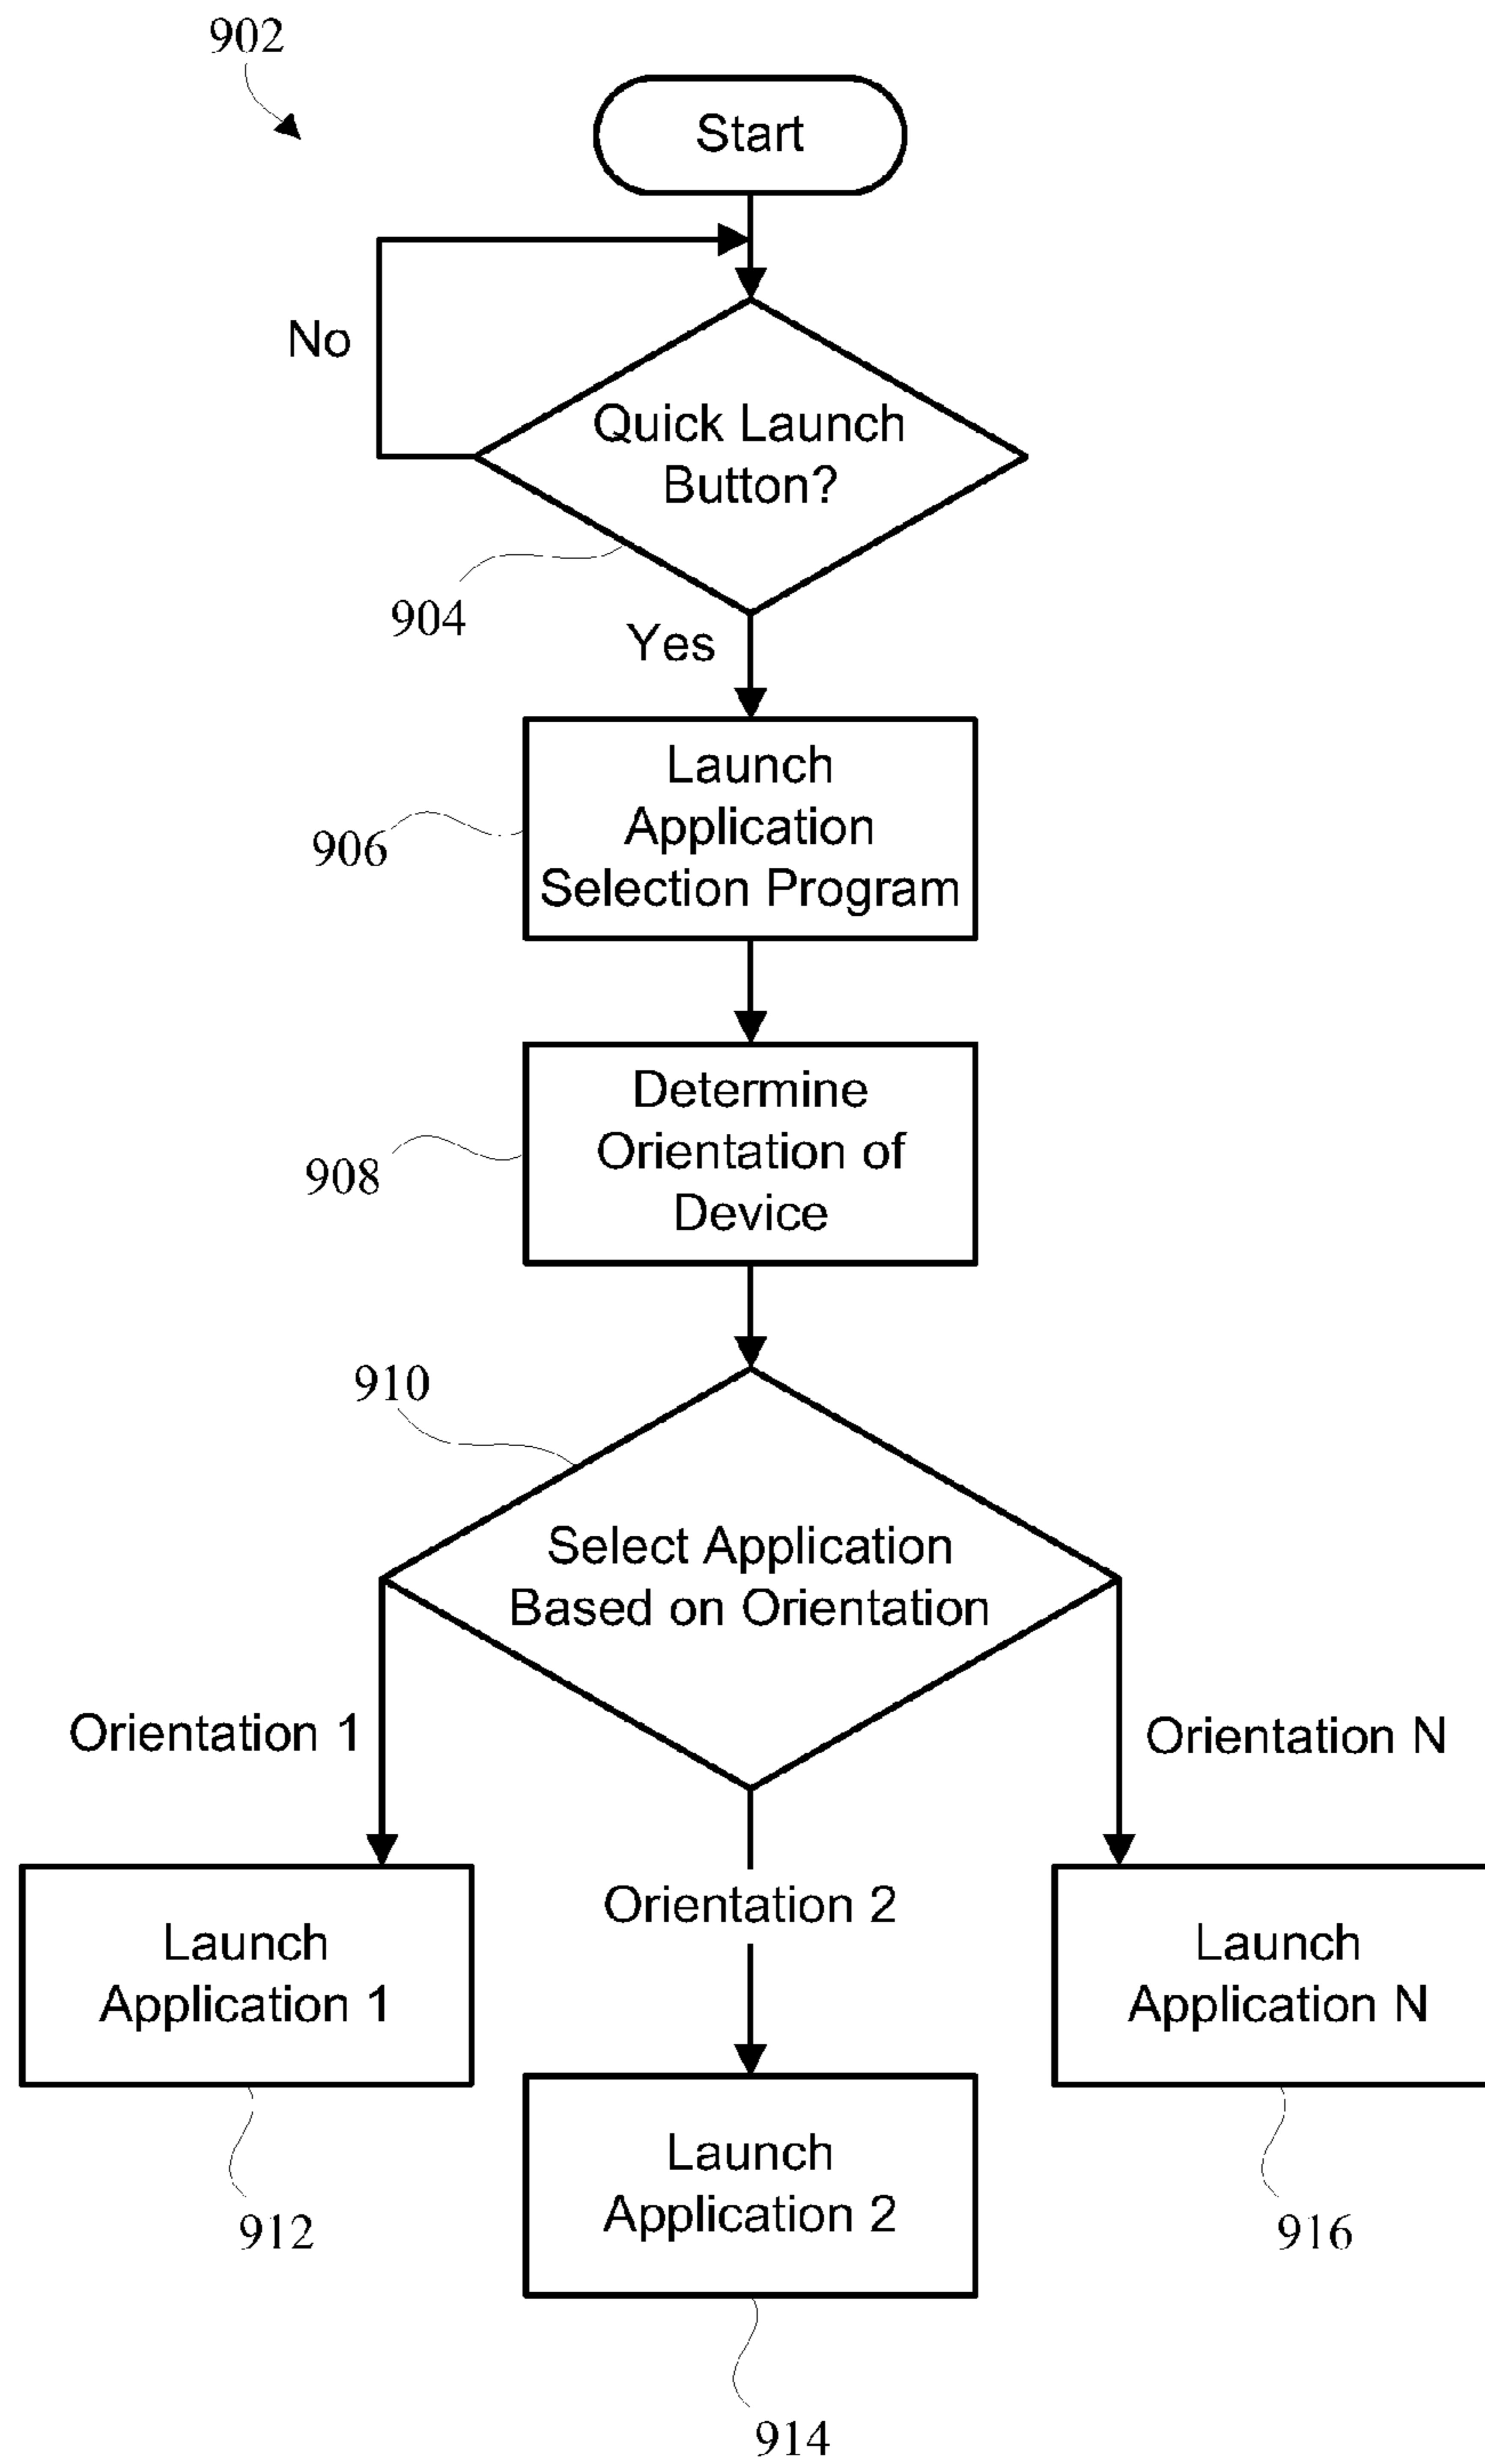 902
Start
No
Quick Launch
Button?
904
Yes
Launch
Application
Selection Program
906
Determine
Orientation of
Device
908
910
Select Application
Based on Orientation
Orientation 1
Orientation N
Orientation 2
Launch
Application 1
Launch
Application N
Launch
Application 2
912
916
914